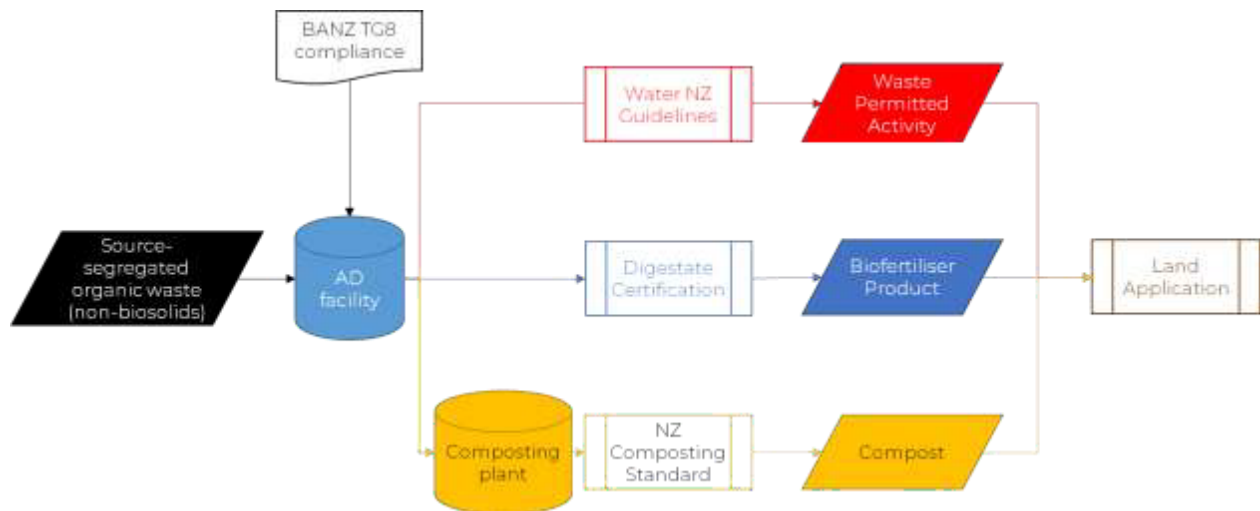 BANZ TG8
compliance
Water NZ
Guidelines
Waste
Permitted
Activity
Source-
segregated
organic waste
(non-biosolids)
AD
facility
Digestate
Certification
Biofertiliser
Product
Land
Application
Composting
plant
NZ
Composting
Standard
Compost